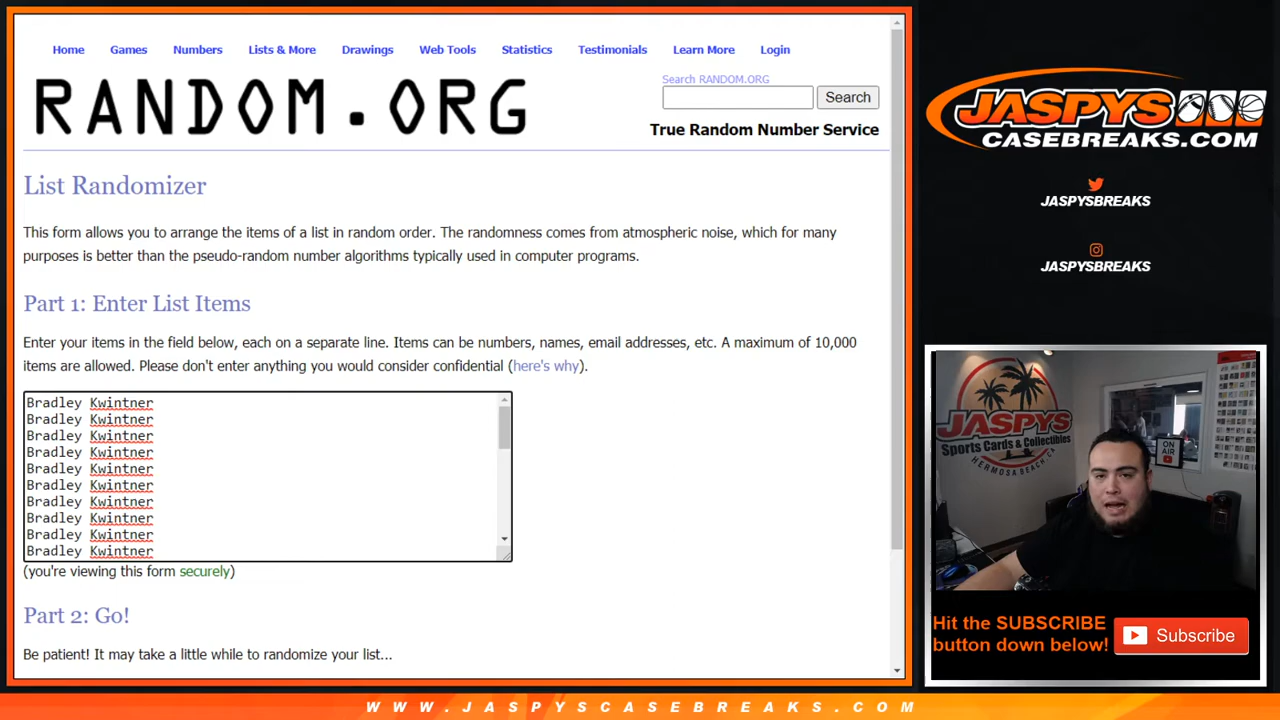 Home Games Numbers Lists & More Drawings Web Tools Statistics Testimonials Learn More Login
RANDOM.ORG
Search RANDOM.ORG
Search
True Random Number Service
List Randomizer
This form allows you to arrange the items of a list in random order. The randomness comes from atmospheric noise, which for many
purposes is better than the pseudo-random number algorithms typically used in computer programs.
Part 1: Enter List Items
Enter your items in the field below, each on a separate line. Items can be numbers, names, email addresses, etc. A maximum of 10,000
items are allowed. Please don't enter anything you would consider confidential (here's why).
Bradley Kwintner
Bradley Kwintner
Bradley Kwintner
Bradley Kwintner
Bradley Kwintner
Bradley Kwintner
Bradley Kwintner
Bradley Kwintner
Bradley Kwintner
Bradley Kwintner
(you're viewing this form securely)
Part 2: Go!
Be patient! It may take a little while to randomize your list...
JASPYS
CASEBREAKS.COM
JASPYSBREAKS
JASPYSBREAKS
JASPYS
Sports Cards & Collectibles
HERMOSA BEACH, CA
ON AIR
Hit the SUBSCRIBE
button down below!
Subscribe
WWW.JASPYSCASEBREAKS.COM